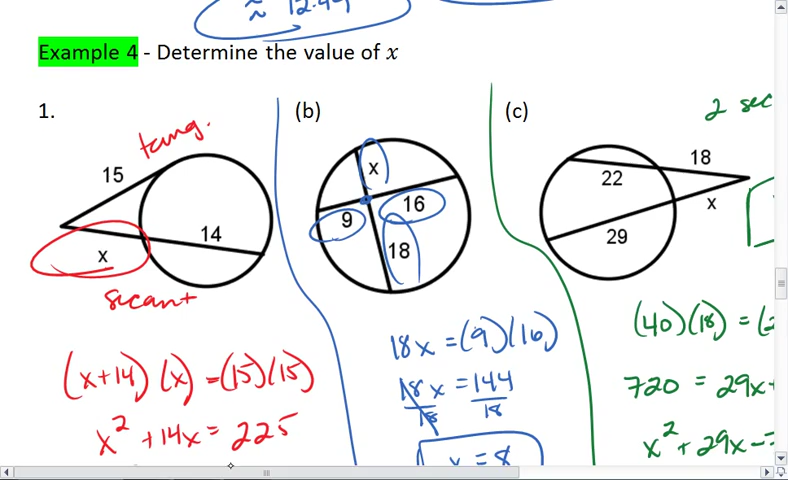 ≈ 12.49
Example 4 - Determine the value of x
1.
tang.
15
14
x
secant
(x+14) (x) = (15)(15)
x² + 14x = 225
(b)
x
16
9
18
18x = (9)(16)
18x = 144
18 18
x = 8
(c)
2 sec
18
22
x
29
(40)(18) =
720 = 29x+
x² + 29x -